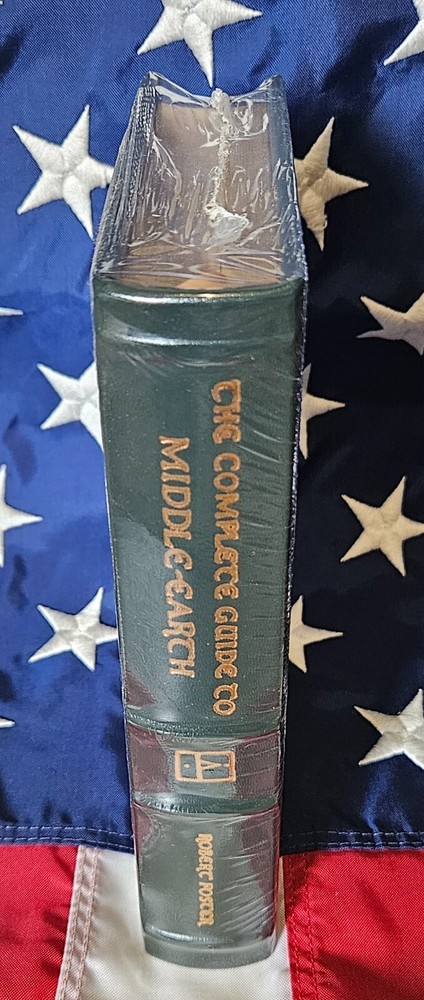 THE COMPLETE GUIDE TO
MIDDLE-EARTH
ROBERT FOSTER